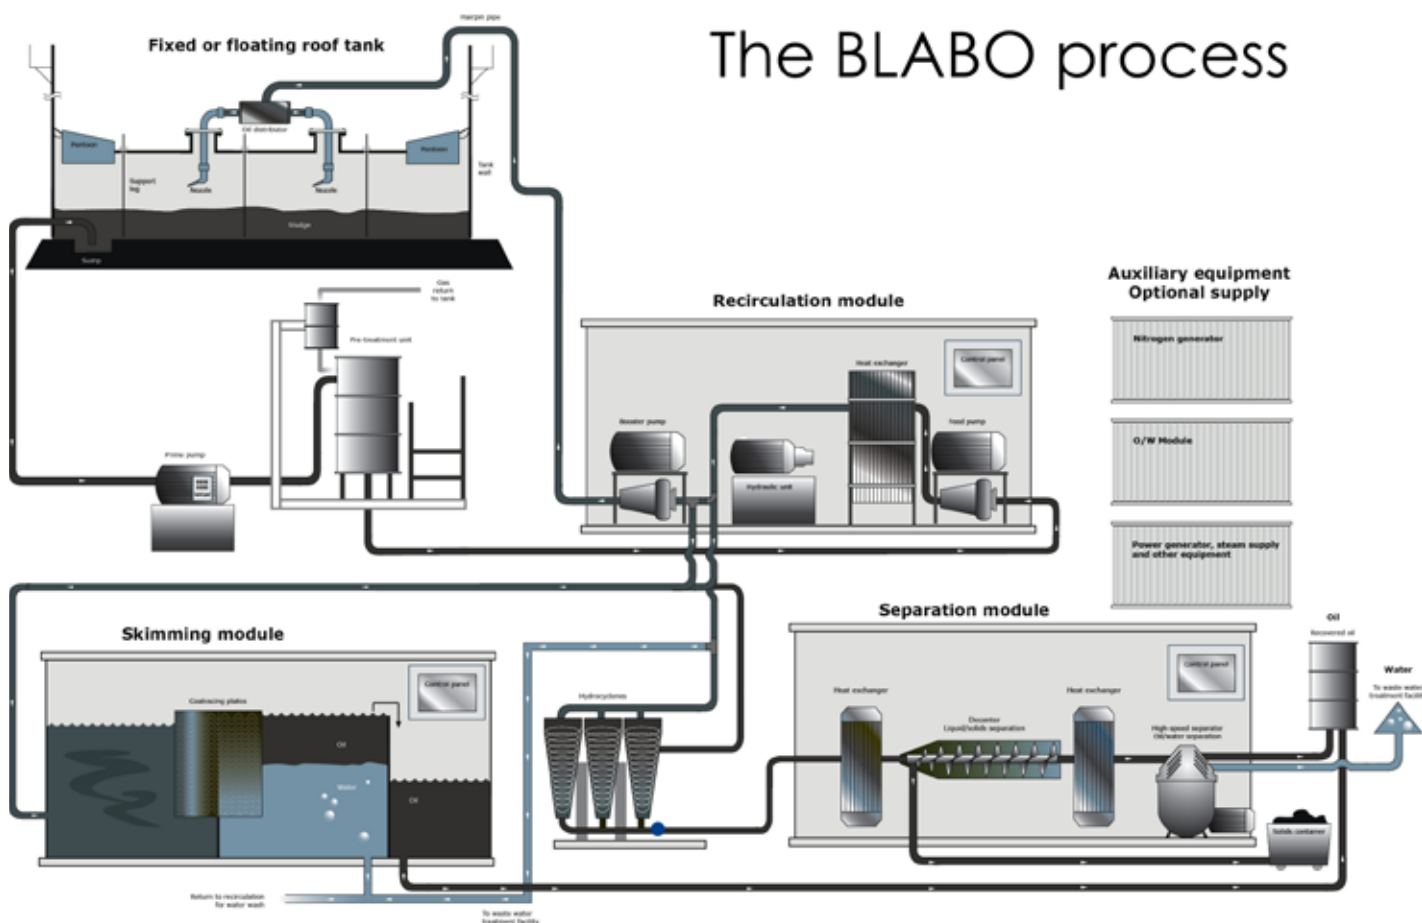 The BLABO process
Hairpin pipe
Fixed or floating roof tank
Oil distributor
Pontoon
Pontoon
Support
leg
Nozzle
Nozzle
Tank
wall
Sludge
Sump
Gas
return
to tank
Pre-treatment unit
Prime pump
Recirculation module
Control panel
Heat exchanger
Booster pump
Feed pump
Hydraulic unit
Auxiliary equipment
Optional supply
Nitrogen generator
O/W Module
Power generator, steam supply
and other equipment
Skimming module
Control panel
Coalescing plates
Oil
Water
Oil
Return to recirculation
for water wash
To waste water
treatment facility
Hydrocyclones
Separation module
Control panel
Heat exchanger
Decanter
Liquid/solids separation
Heat exchanger
High-speed separator
Oil/water separation
Oil
Recovered oil
Water
To waste water
treatment facility
Solids container